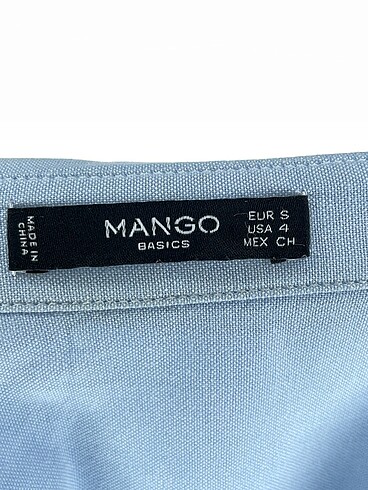 MADE IN
CHINA
MANGO
BASICS
EUR S
USA 4
MEX CH